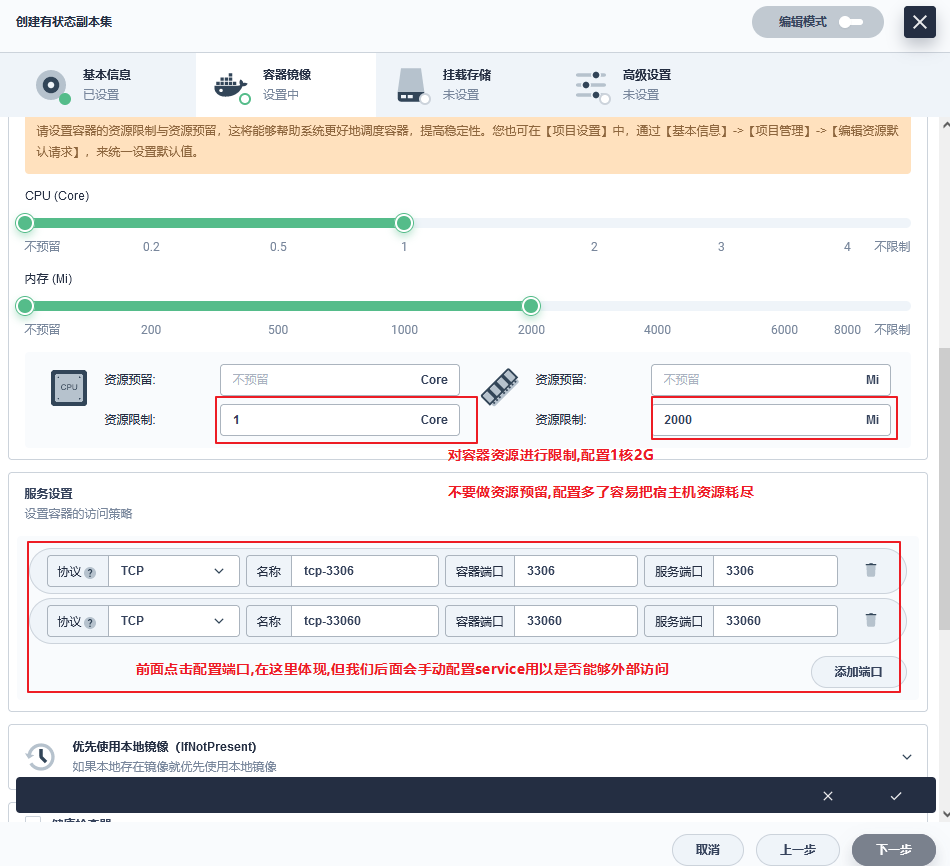 创建有状态副本集
编辑模式
基本信息
已设置
容器镜像
设置中
挂载存储
未设置
高级设置
未设置
请设置容器的资源限制与资源预留，这将能够帮助系统更好地调度容器，提高稳定性。您也可在【项目设置】中，通过【基本信息】->【项目管理】->【编辑资源默
认请求】，来统一设置默认值。
CPU (Core)
不预留 0.2 0.5 1 2 3 4 不限制
内存 (Mi)
不预留 200 500 1000 2000 4000 6000 8000 不限制
CPU
资源预留: 不预留 Core 资源预留: 不预留 Mi
资源限制: 1 Core 资源限制: 2000 Mi
对容器资源进行限制,配置1核2G
服务设置
不要做资源预留,配置多了容易把宿主机资源耗尽
设置容器的访问策略
协议 ? TCP 名称 tcp-3306 容器端口 3306 服务端口 3306
协议 ? TCP 名称 tcp-33060 容器端口 33060 服务端口 33060
前面点击配置端口,在这里体现,但我们后面会手动配置service用以是否能够外部访问
添加端口
优先使用本地镜像（IfNotPresent)
如果本地存在镜像就优先使用本地镜像
取消 上一步 下一步